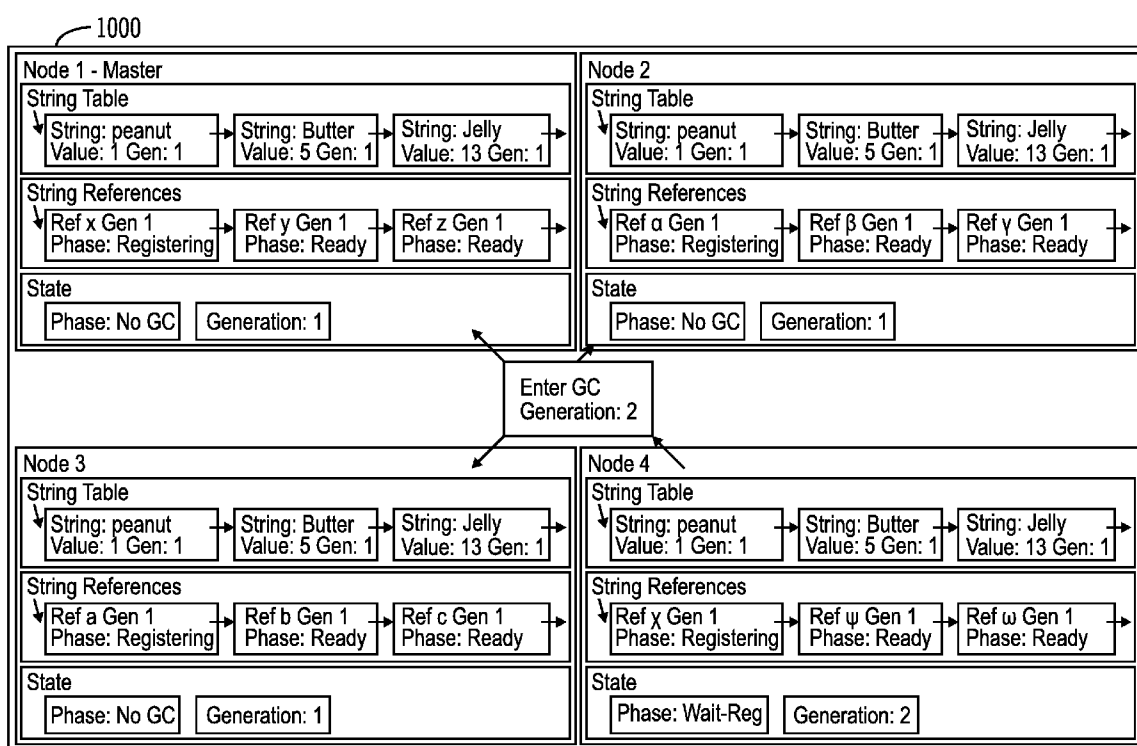 1000
Node 1 - Master
String Table
String: peanut
Value: 1 Gen: 1
String: Butter
Value: 5 Gen: 1
String: Jelly
Value: 13 Gen: 1
String References
Ref x Gen 1
Phase: Registering
Ref y Gen 1
Phase: Ready
Ref z Gen 1
Phase: Ready
State
Phase: No GC
Generation: 1
Node 2
String Table
String: peanut
Value: 1 Gen: 1
String: Butter
Value: 5 Gen: 1
String: Jelly
Value: 13 Gen: 1
String References
Ref α Gen 1
Phase: Registering
Ref β Gen 1
Phase: Ready
Ref γ Gen 1
Phase: Ready
State
Phase: No GC
Generation: 1
Enter GC
Generation: 2
Node 3
String Table
String: peanut
Value: 1 Gen: 1
String: Butter
Value: 5 Gen: 1
String: Jelly
Value: 13 Gen: 1
String References
Ref a Gen 1
Phase: Registering
Ref b Gen 1
Phase: Ready
Ref c Gen 1
Phase: Ready
State
Phase: No GC
Generation: 1
Node 4
String Table
String: peanut
Value: 1 Gen: 1
String: Butter
Value: 5 Gen: 1
String: Jelly
Value: 13 Gen: 1
String References
Ref χ Gen 1
Phase: Registering
Ref ψ Gen 1
Phase: Ready
Ref ω Gen 1
Phase: Ready
State
Phase: Wait-Reg
Generation: 2